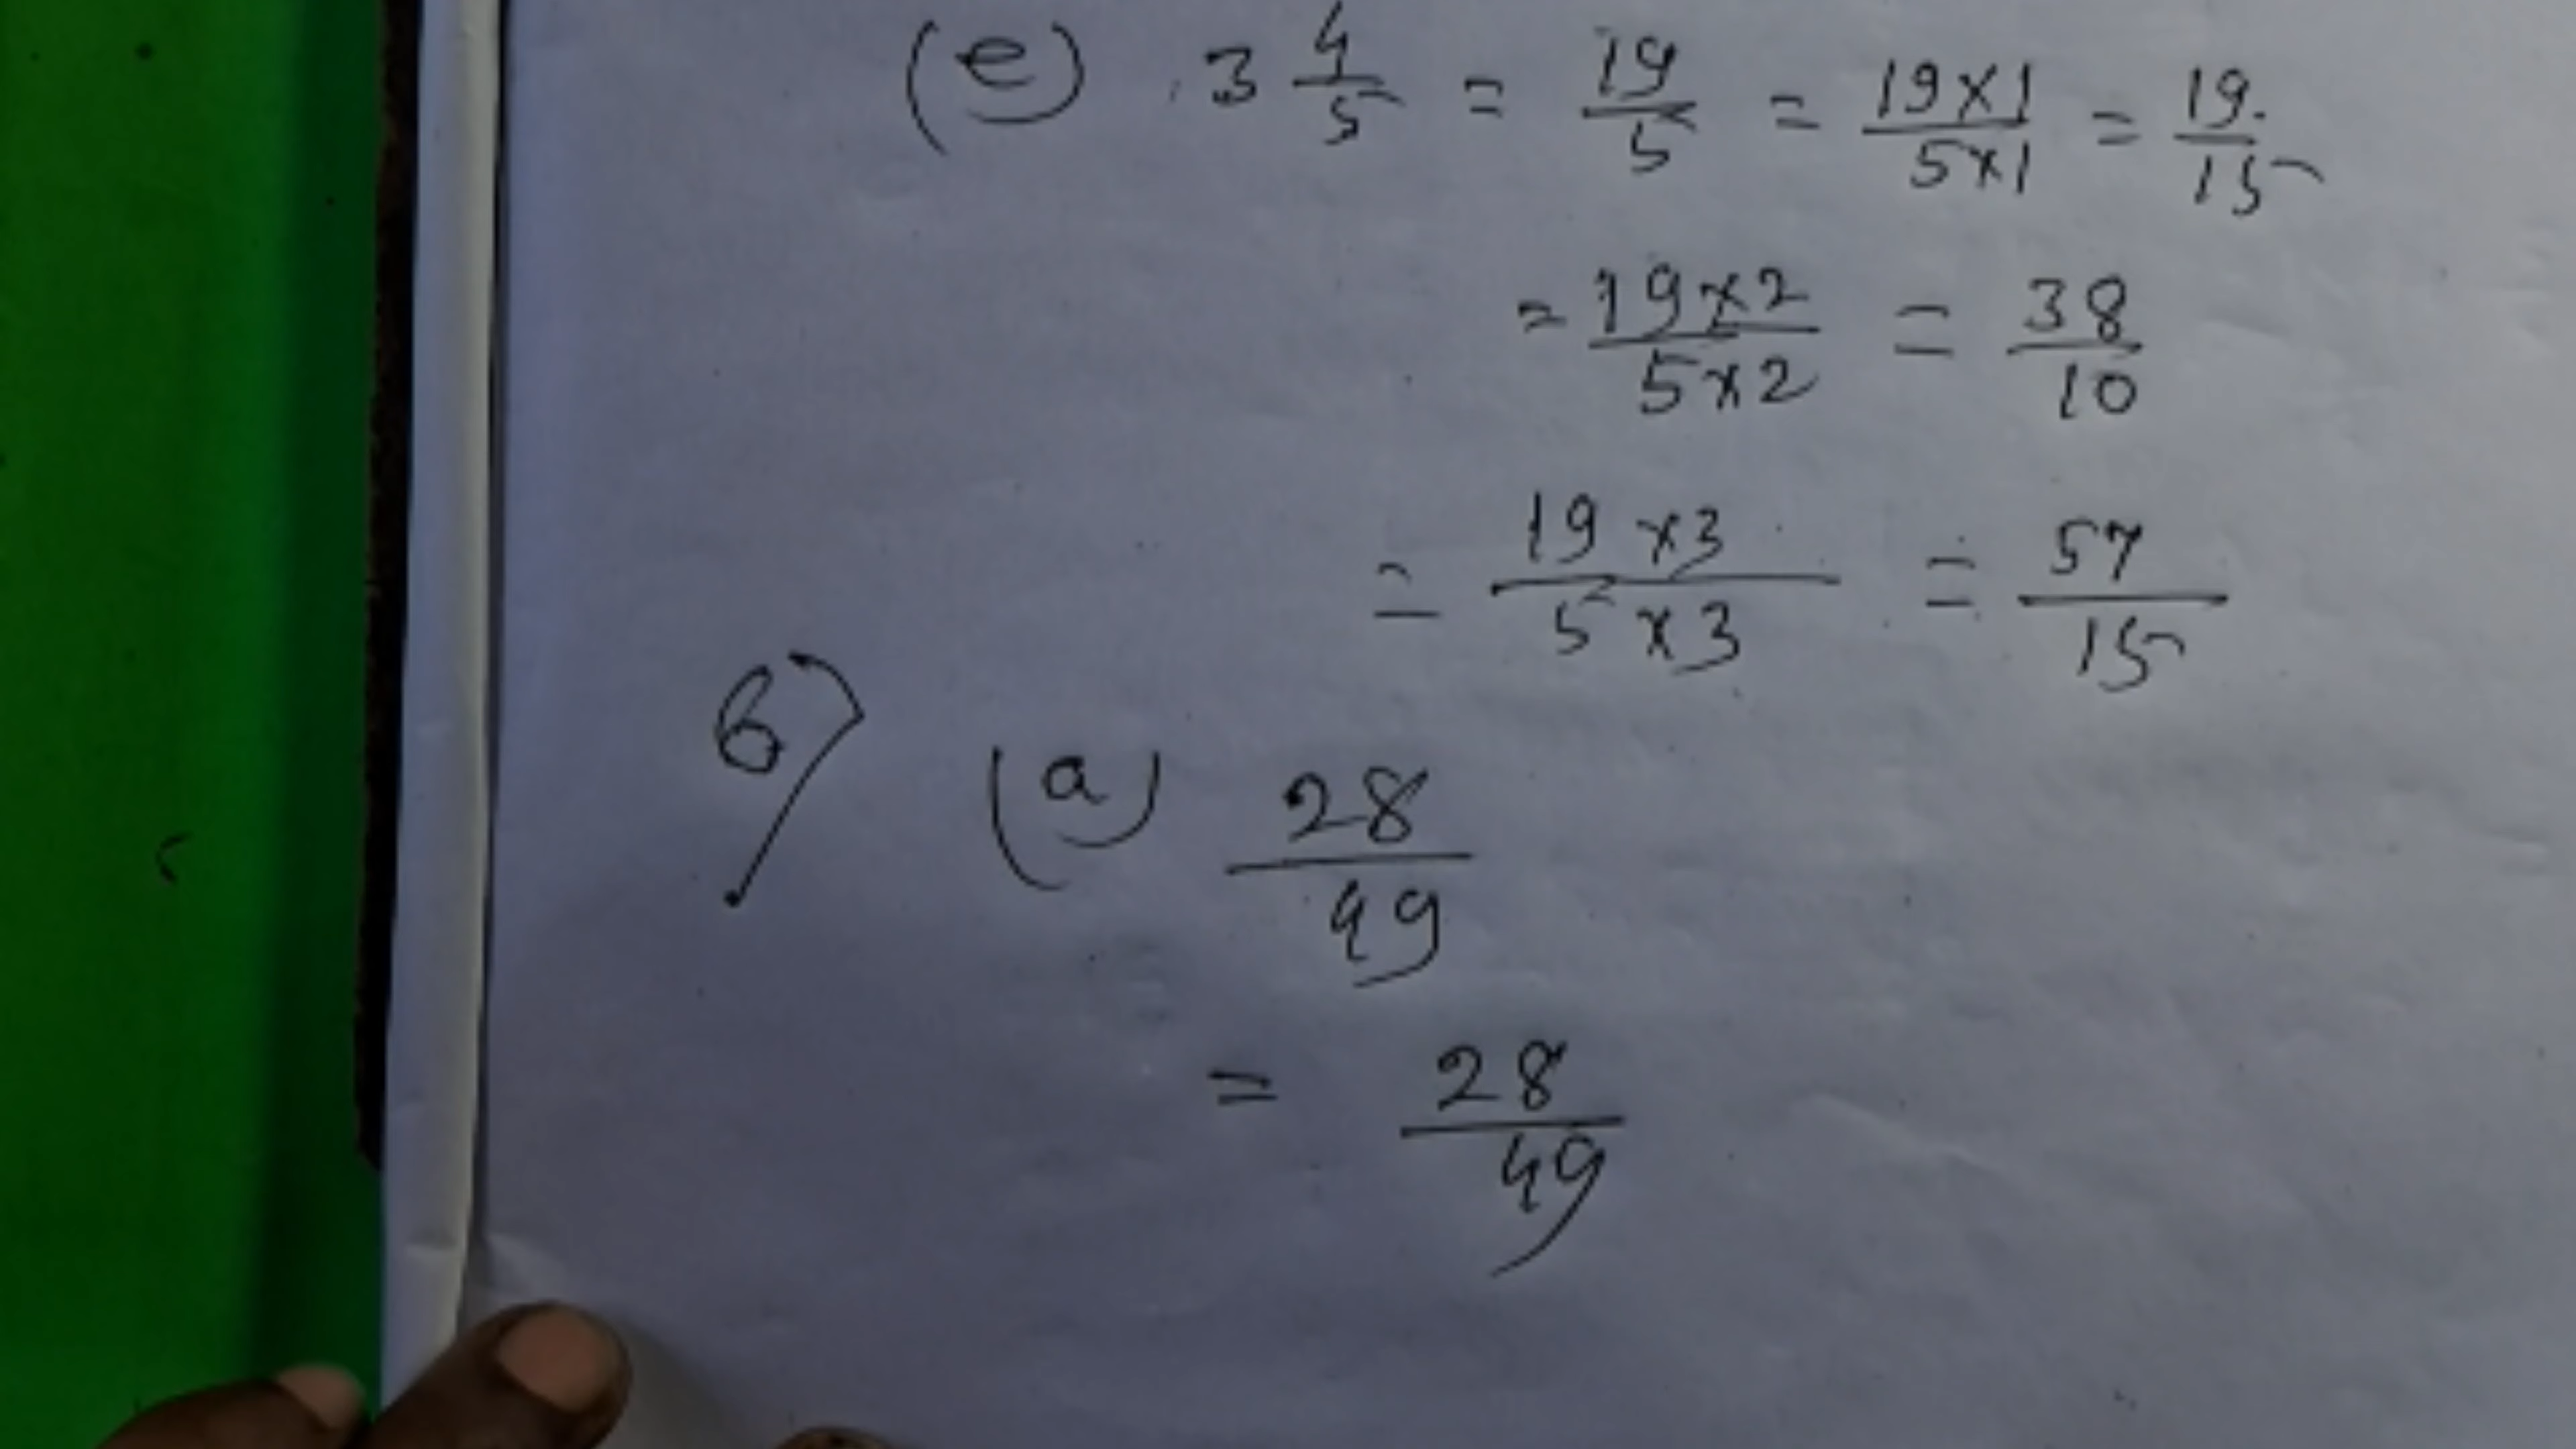 (e) 3 4/5 = 19/5 = 19×1/5×1 = 19/15
= 19×2/5×2 = 38/10
= 19×3/5×3 = 57/15
6) (a) 28/49
= 28/49